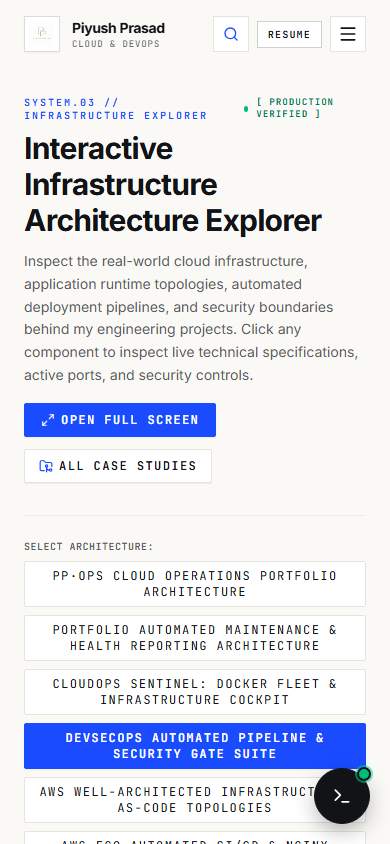 Piyush Prasad
CLOUD & DEVOPS
RESUME
SYSTEM.03 //
INFRASTRUCTURE EXPLORER
[ PRODUCTION
VERIFIED ]
Interactive
Infrastructure
Architecture Explorer
Inspect the real-world cloud infrastructure,
application runtime topologies, automated
deployment pipelines, and security boundaries
behind my engineering projects. Click any
component to inspect live technical specifications,
active ports, and security controls.
OPEN FULL SCREEN
ALL CASE STUDIES
SELECT ARCHITECTURE:
PP·OPS CLOUD OPERATIONS PORTFOLIO
ARCHITECTURE
PORTFOLIO AUTOMATED MAINTENANCE &
HEALTH REPORTING ARCHITECTURE
CLOUDOPS SENTINEL: DOCKER FLEET &
INFRASTRUCTURE COCKPIT
DEVSECOPS AUTOMATED PIPELINE &
SECURITY GATE SUITE
AWS WELL-ARCHITECTED
AS-CODE TOPOLOGIES